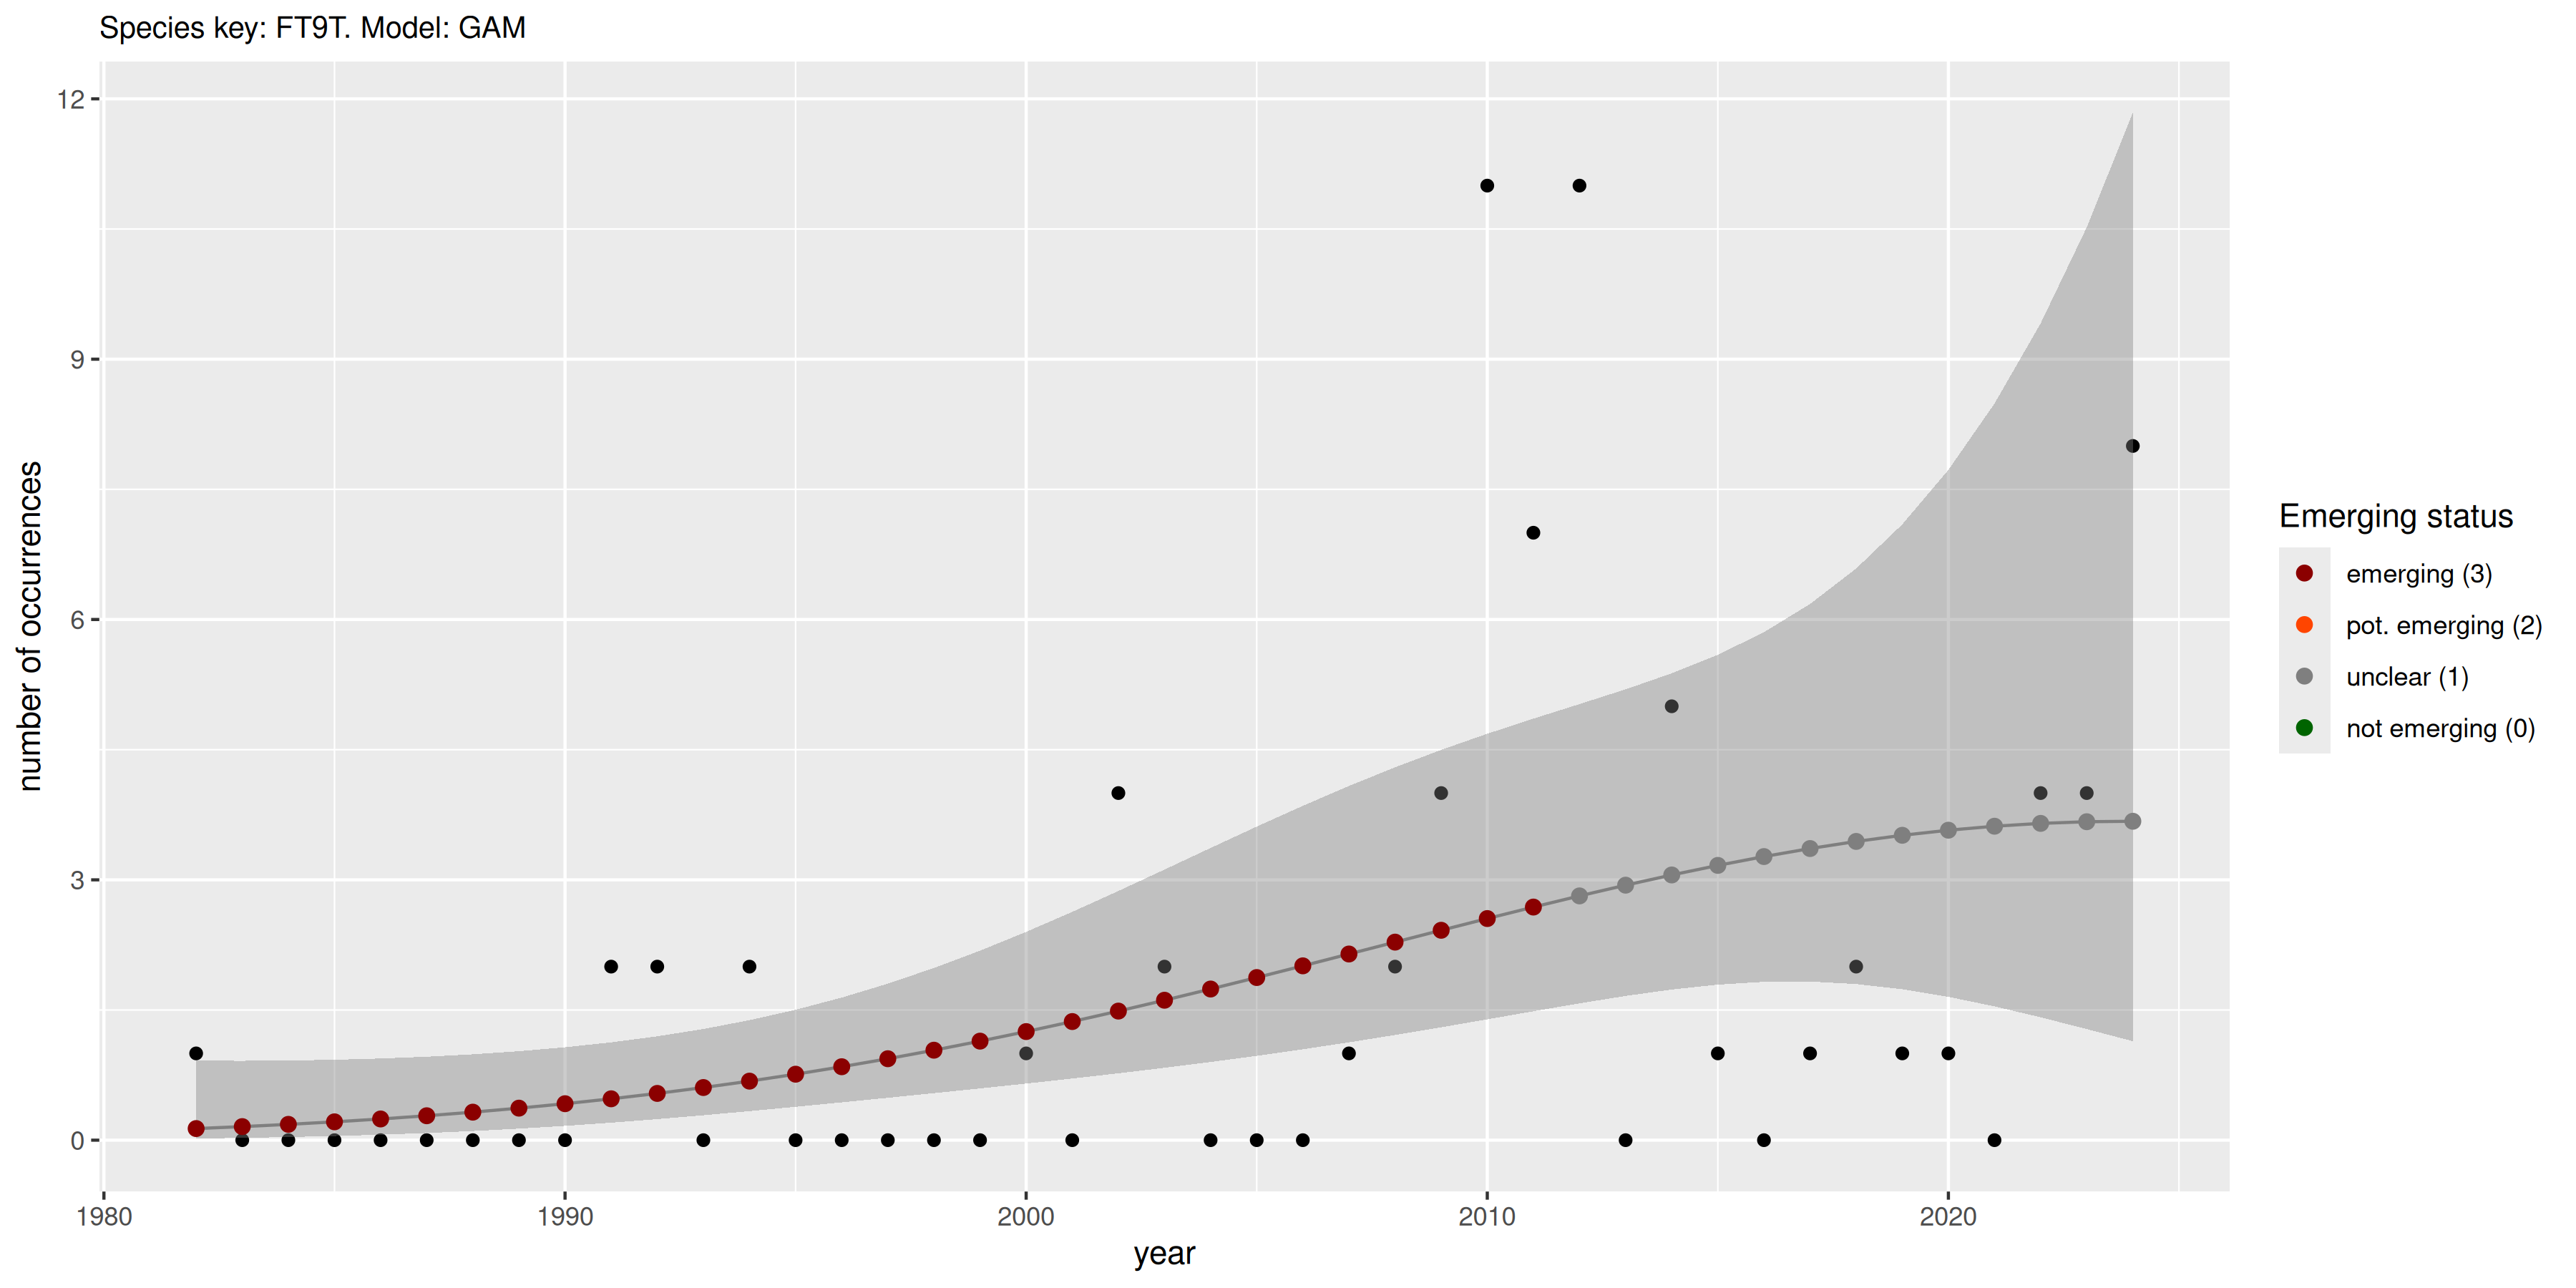 Species key: FT9T. Model: GAM
12
9
6
3
0
number of occurrences
1980 1990 2000 2010 2020
year
Emerging status
emerging (3)
pot. emerging (2)
unclear (1)
not emerging (0)